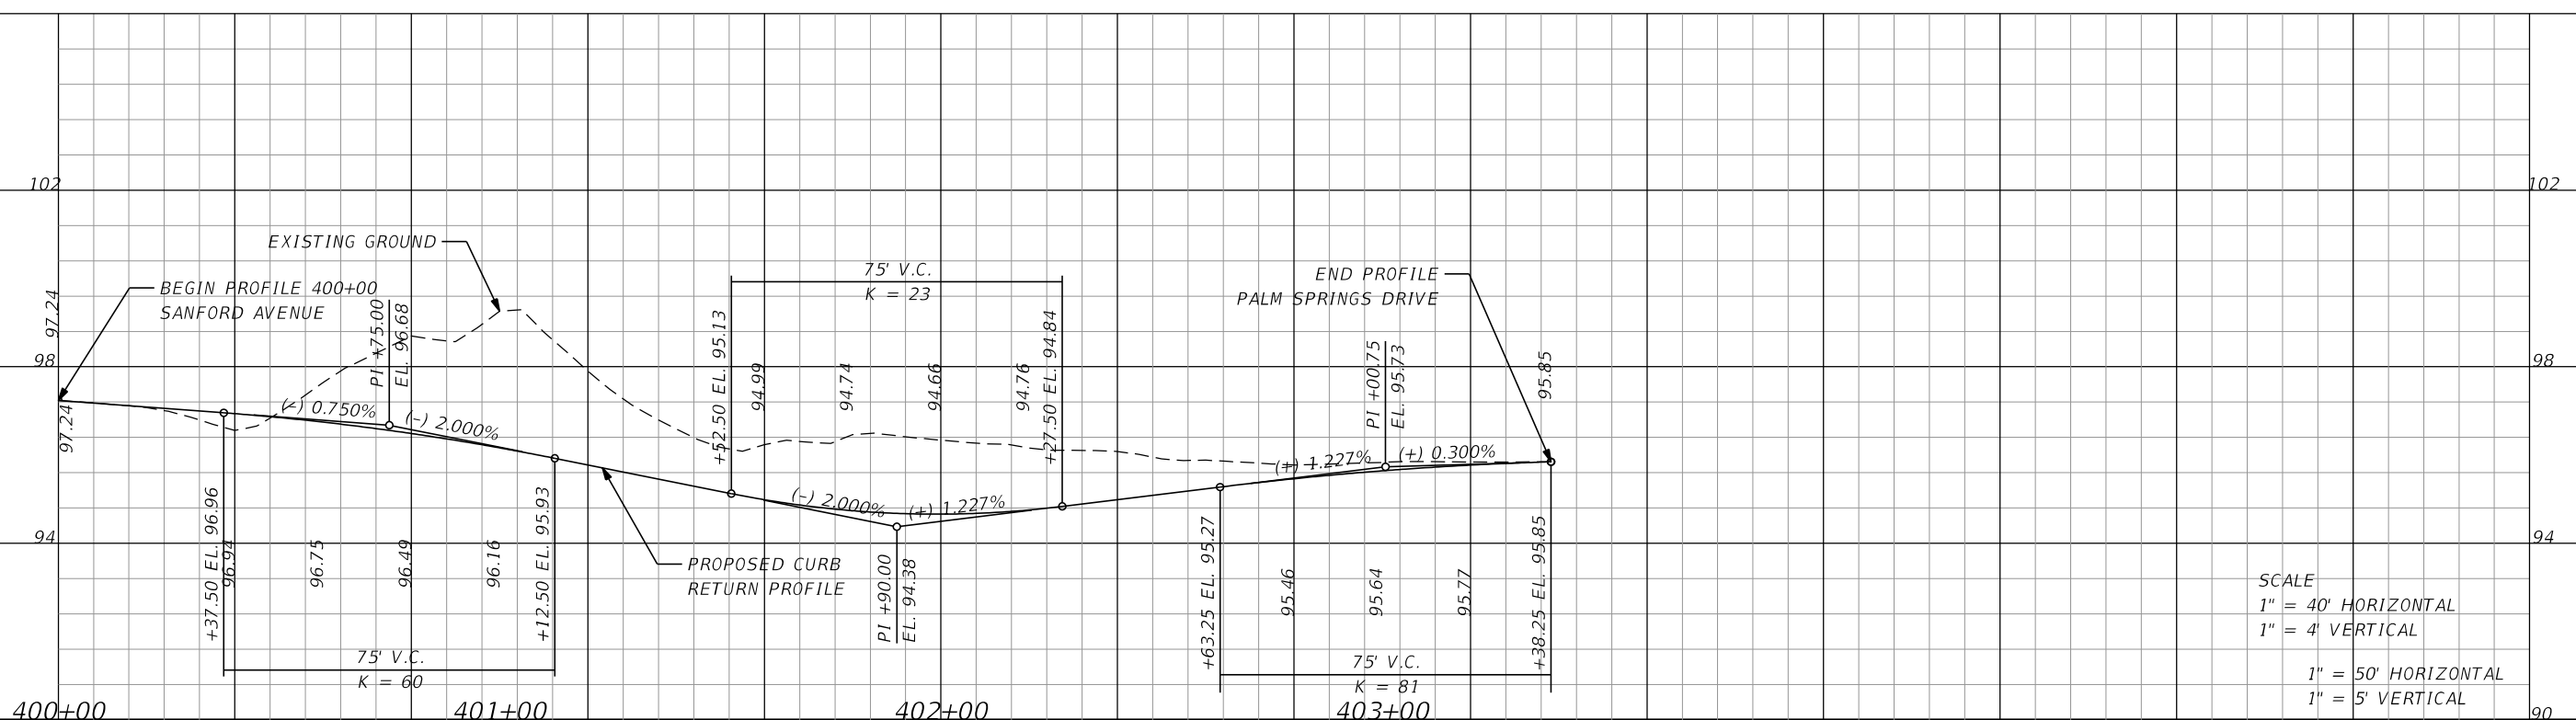 102
102
EXISTING GROUND
75' V.C.
K = 23
END PROFILE
PALM SPRINGS DRIVE
BEGIN PROFILE 400+00
SANFORD AVENUE
97.24
PI +75.00
EL. 96.68
+52.50 EL. 95.13
94.99
94.74
94.66
94.76
+27.50 EL. 94.84
PI +00.75
EL. 95.73
95.85
98
98
97.24
(-) 0.750%
(-) 2.000%
(-) 2.000%
(+) 1.227%
(+) 1.227%
(+) 0.300%
94
94
+37.50 EL. 96.96
96.94
96.75
96.49
96.16
+12.50 EL. 95.93
PROPOSED CURB
RETURN PROFILE
PI +90.00
EL. 94.38
+63.25 EL. 95.27
95.46
95.64
95.77
+38.25 EL. 95.85
SCALE
1" = 40' HORIZONTAL
1" = 4' VERTICAL
75' V.C.
K = 60
75' V.C.
K = 81
1" = 50' HORIZONTAL
1" = 5' VERTICAL
400+00
401+00
402+00
403+00
90